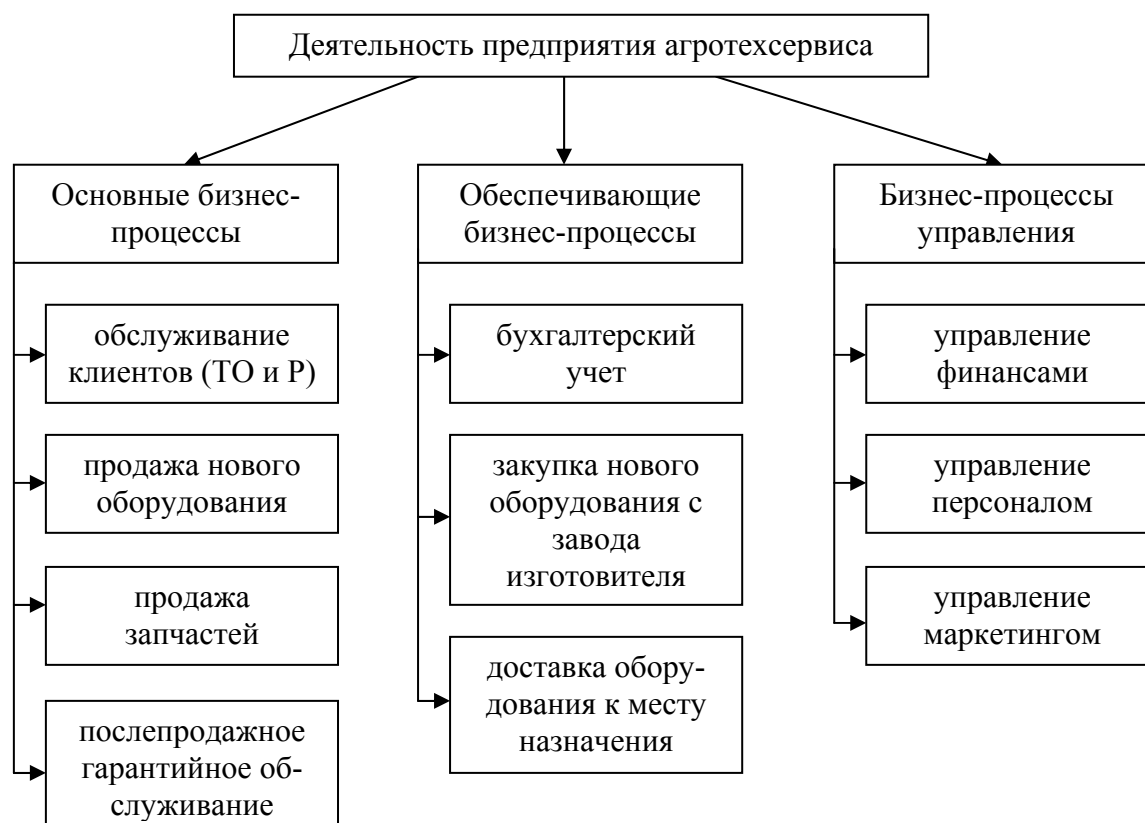 Деятельность предприятия агротехсервиса
Основные бизнес-
процессы
обслуживание
клиентов (ТО и Р)
продажа нового
оборудования
продажа
запчастей
послепродажное
гарантийное об-
служивание
Обеспечивающие
бизнес-процессы
бухгалтерский
учет
закупка нового
оборудования с
завода
изготовителя
доставка обору-
дования к месту
назначения
Бизнес-процессы
управления
управление
финансами
управление
персоналом
управление
маркетингом